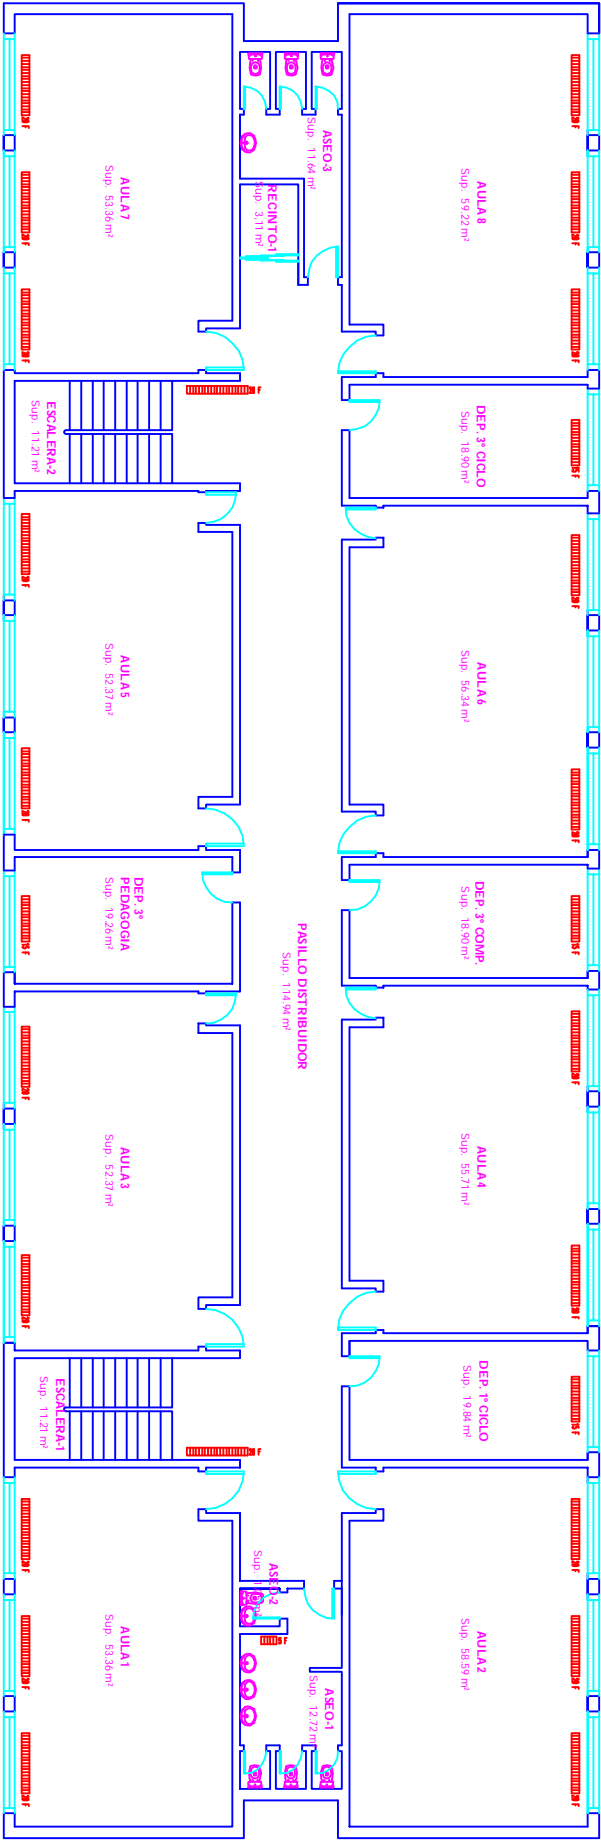 AULA 7
Sup. 53.36 m²
ASEO-3
Sup. 11.64 m²
RECINTO-1
Sup. 3.11 m²
AULA 8
Sup. 59.22 m²
ESCALERA-2
Sup. 11.21 m²
DEP. 3º CICLO
Sup. 18.90 m²
AULA 5
Sup. 52.37 m²
AULA 6
Sup. 56.34 m²
DEP. 3º
PEDAGOGIA
Sup. 19.26 m²
PASILLO DISTRIBUIDOR
Sup. 114.94 m²
DEP. 3º COMP.
Sup. 18.90 m²
AULA 3
Sup. 52.37 m²
AULA 4
Sup. 55.71 m²
ESCALERA-1
Sup. 11.21 m²
DEP. 1º CICLO
Sup. 19.84 m²
AULA 1
Sup. 53.36 m²
ASEO-2
Sup.
ASEO-1
Sup. 12.72 m²
AULA 2
Sup. 58.59 m²